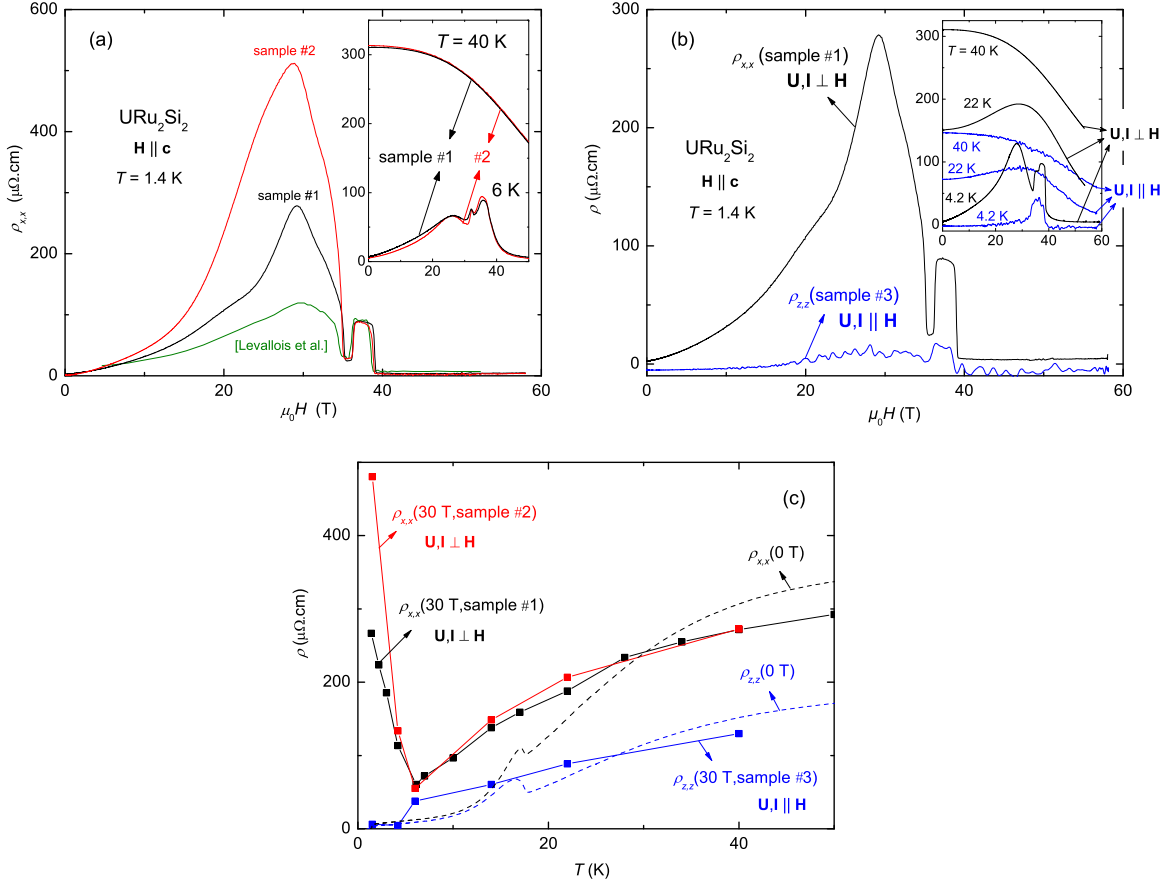 (a)
sample #2
sample #1
[Levallois et al.]
URu₂Si₂
H || c
T = 1.4 K
ρx,x (μΩ.cm)
600
400
200
0
0 20 40 60
μ₀H (T)
T = 40 K
sample #1
#2
6 K
300
200
100
0
0 20 40
(b)
ρx,x (sample #1)
U,I ⊥ H
URu₂Si₂
H || c
T = 1.4 K
ρz,z(sample #3)
U,I || H
ρ (μΩ.cm)
300
200
100
0
0 20 40 60
μ₀H (T)
T = 40 K
22 K
40 K
22 K
4.2 K
4.2 K
U,I ⊥ H
U,I || H
300
200
100
0
0 20 40 60
(c)
ρx,x(30 T,sample #2)
U,I ⊥ H
ρx,x(30 T,sample #1)
U,I ⊥ H
ρx,x(0 T)
ρz,z(0 T)
ρz,z(30 T,sample #3)
U,I || H
ρ (μΩ.cm)
400
200
0
0 20 40
T (K)